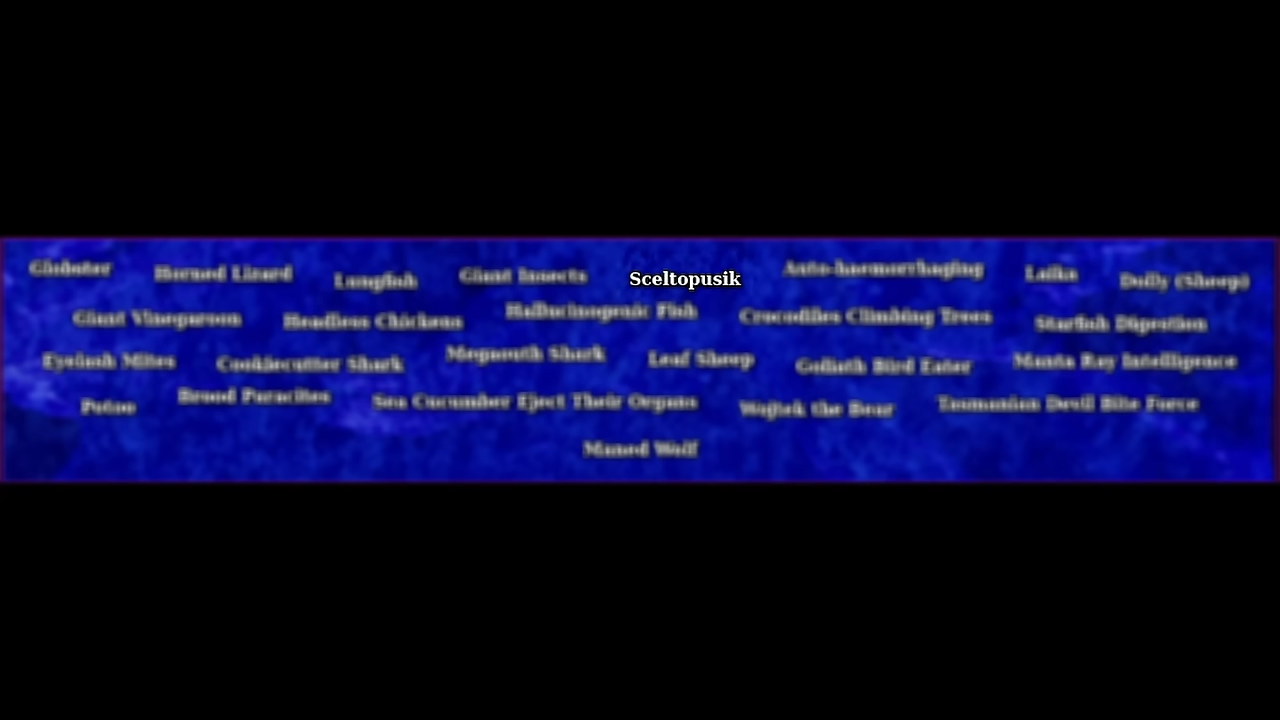 Globster Horned Lizard Lungfish Giant Insects Sceltopusik Auto-haemorrhaging Laika Dolly (Sheep)
Giant Vinegaroon Headless Chickens Hallucinogenic Fish Crocodiles Climbing Trees Starfish Digestion
Eyelash Mites Cookiecutter Shark Megmouth Shark Leaf Sheep Goliath Bird Eater Manta Ray Intelligence
Potoo Brood Parasites Sea Cucumber Eject Their Organs Wojtek the Bear Tasmanian Devil Bite Force
Maned Wolf